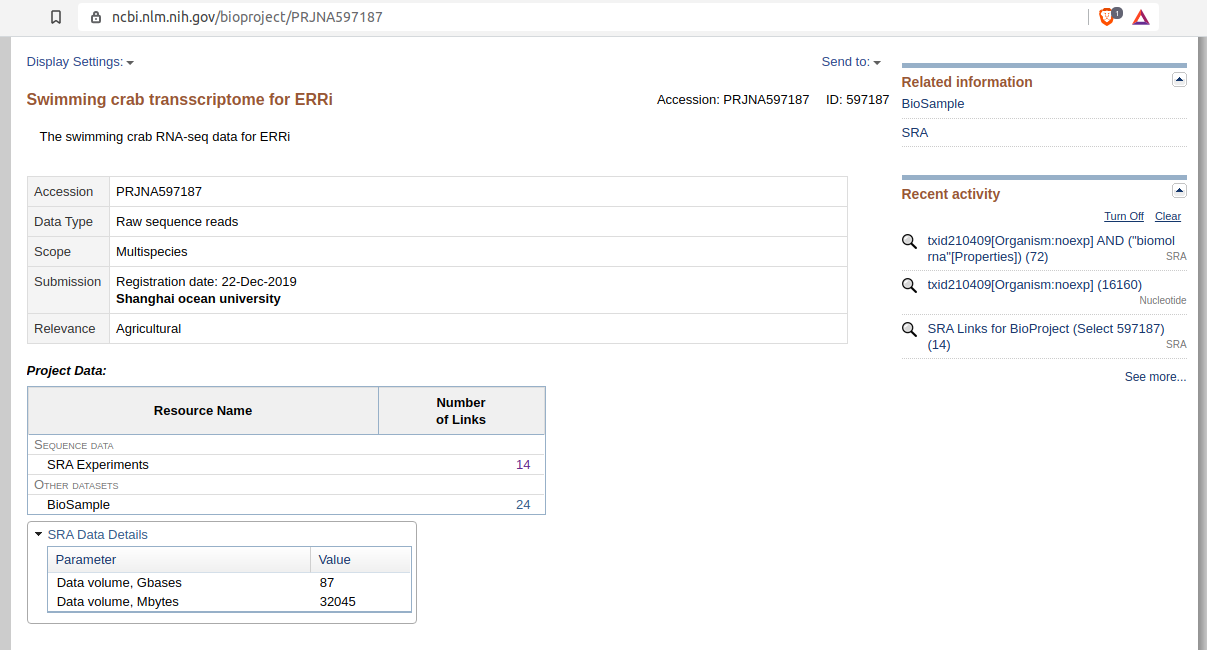 ncbi.nlm.nih.gov/bioproject/PRJNA597187
1
Display Settings:
Send to:
Swimming crab transscriptome for ERRi
Accession: PRJNA597187 ID: 597187
The swimming crab RNA-seq data for ERRi
Accession PRJNA597187
Data Type Raw sequence reads
Scope Multispecies
Submission Registration date: 22-Dec-2019
Shanghai ocean university
Relevance Agricultural
Project Data:
Resource Name Number
of Links
SEQUENCE DATA
SRA Experiments 14
OTHER DATASETS
BioSample 24
SRA Data Details
Parameter Value
Data volume, Gbases 87
Data volume, Mbytes 32045
Related information
BioSample
SRA
Recent activity
Turn Off Clear
txid210409[Organism:noexp] AND ("biomol
rna"[Properties]) (72) SRA
txid210409[Organism:noexp] (16160)
Nucleotide
SRA Links for BioProject (Select 597187)
(14) SRA
See more...